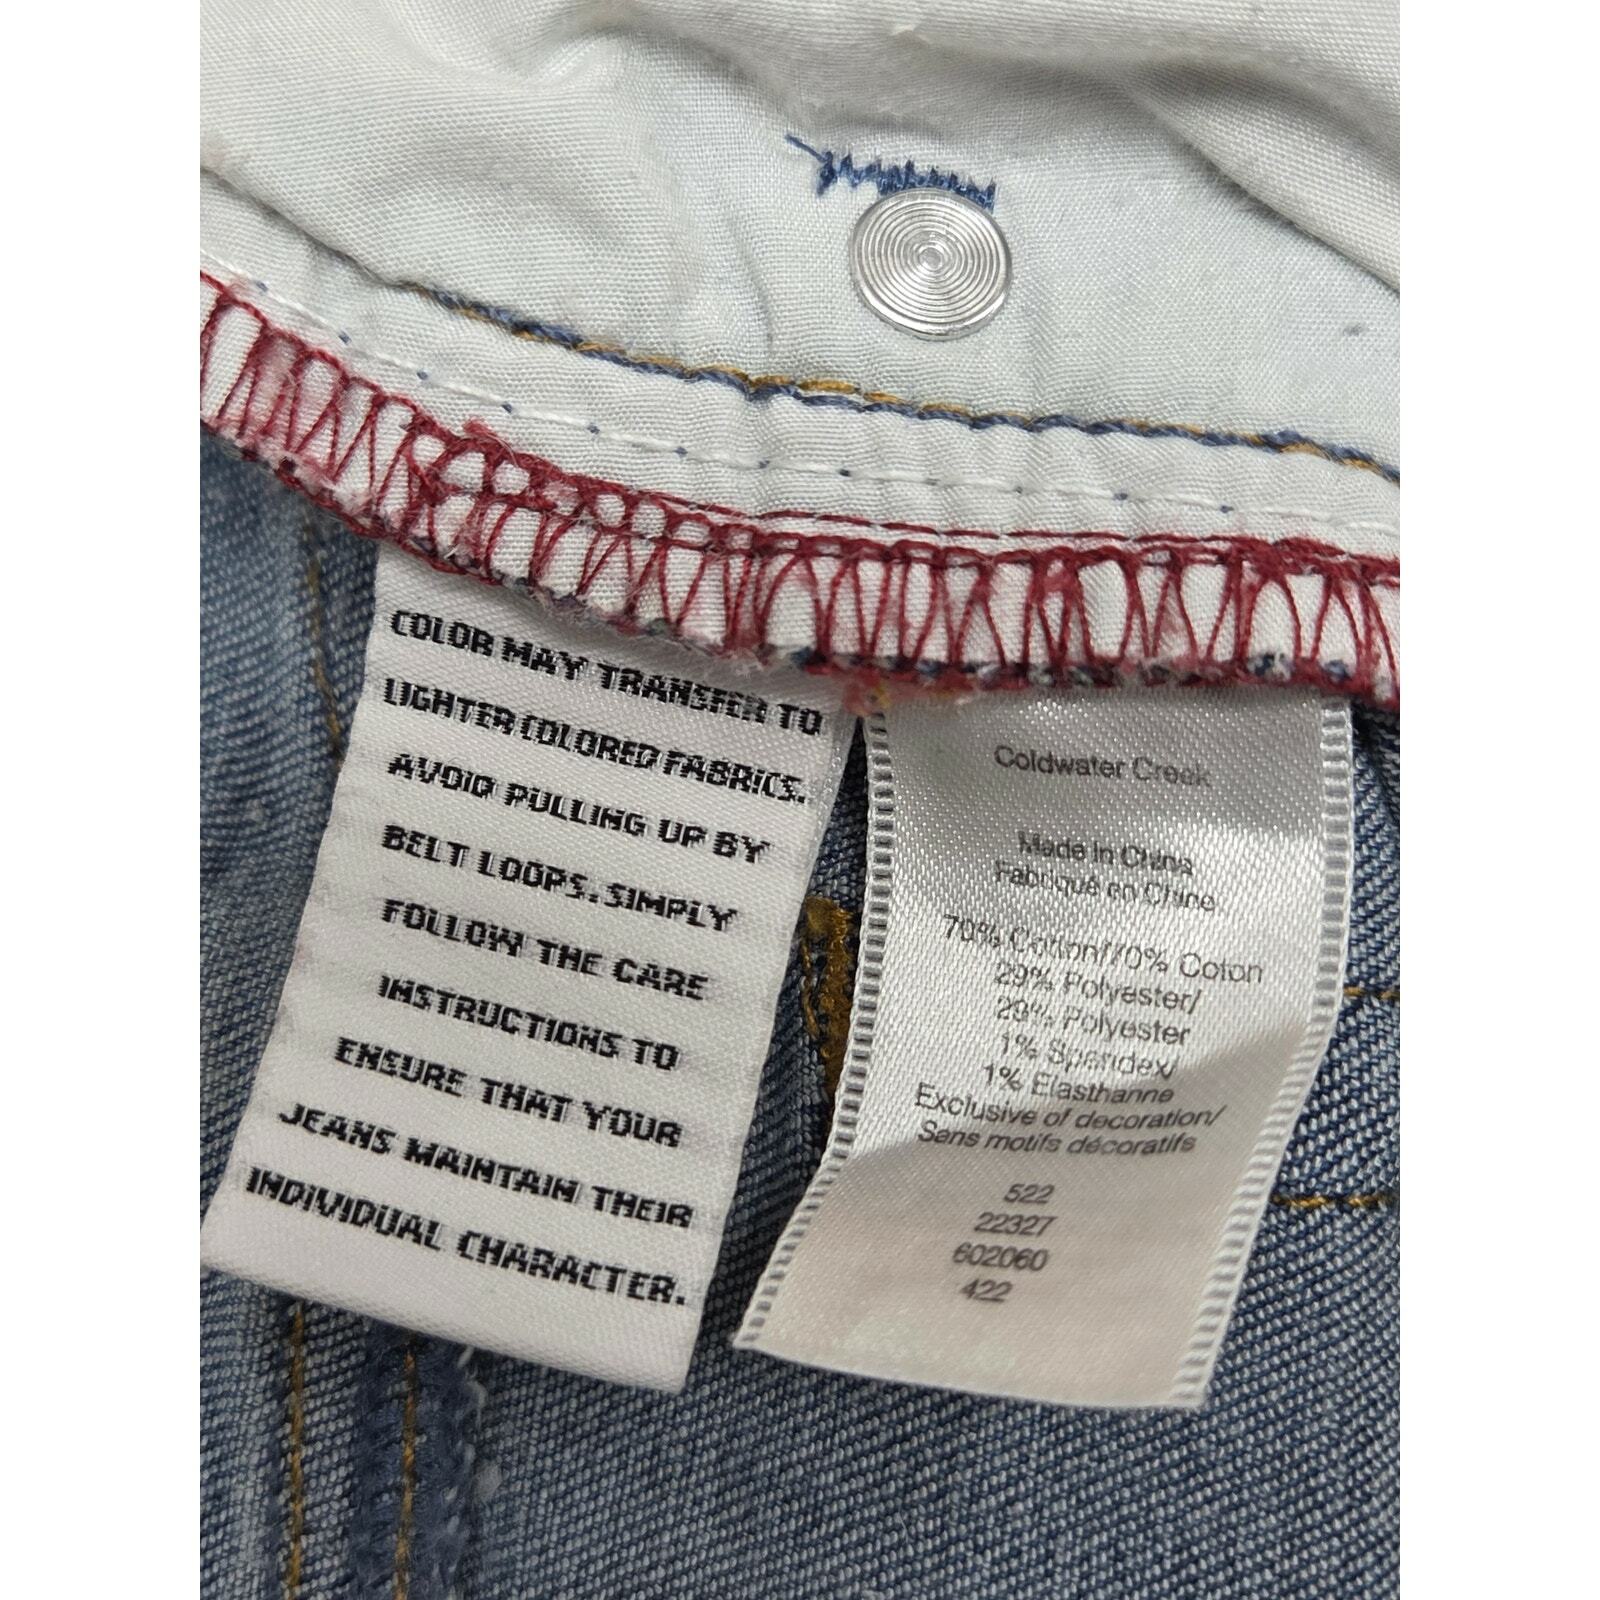 COLOR MAY TRANSFER TO
LIGHTER COLORED FABRICS.
AVOID PULLING UP BY
BELT LOOPS. SIMPLY
FOLLOW THE CARE
INSTRUCTIONS TO
ENSURE THAT YOUR
JEANS MAINTAIN THEIR
INDIVIDUAL CHARACTER.
Coldwater Creek
Made in China
Fabriqué en Chine
70% Cotton/70% Coton
29% Polyester/
29% Polyester
1% Spandex/
1% Elasthanne
Exclusive of decoration/
Sans motifs décoratifs
522
22327
602060
422